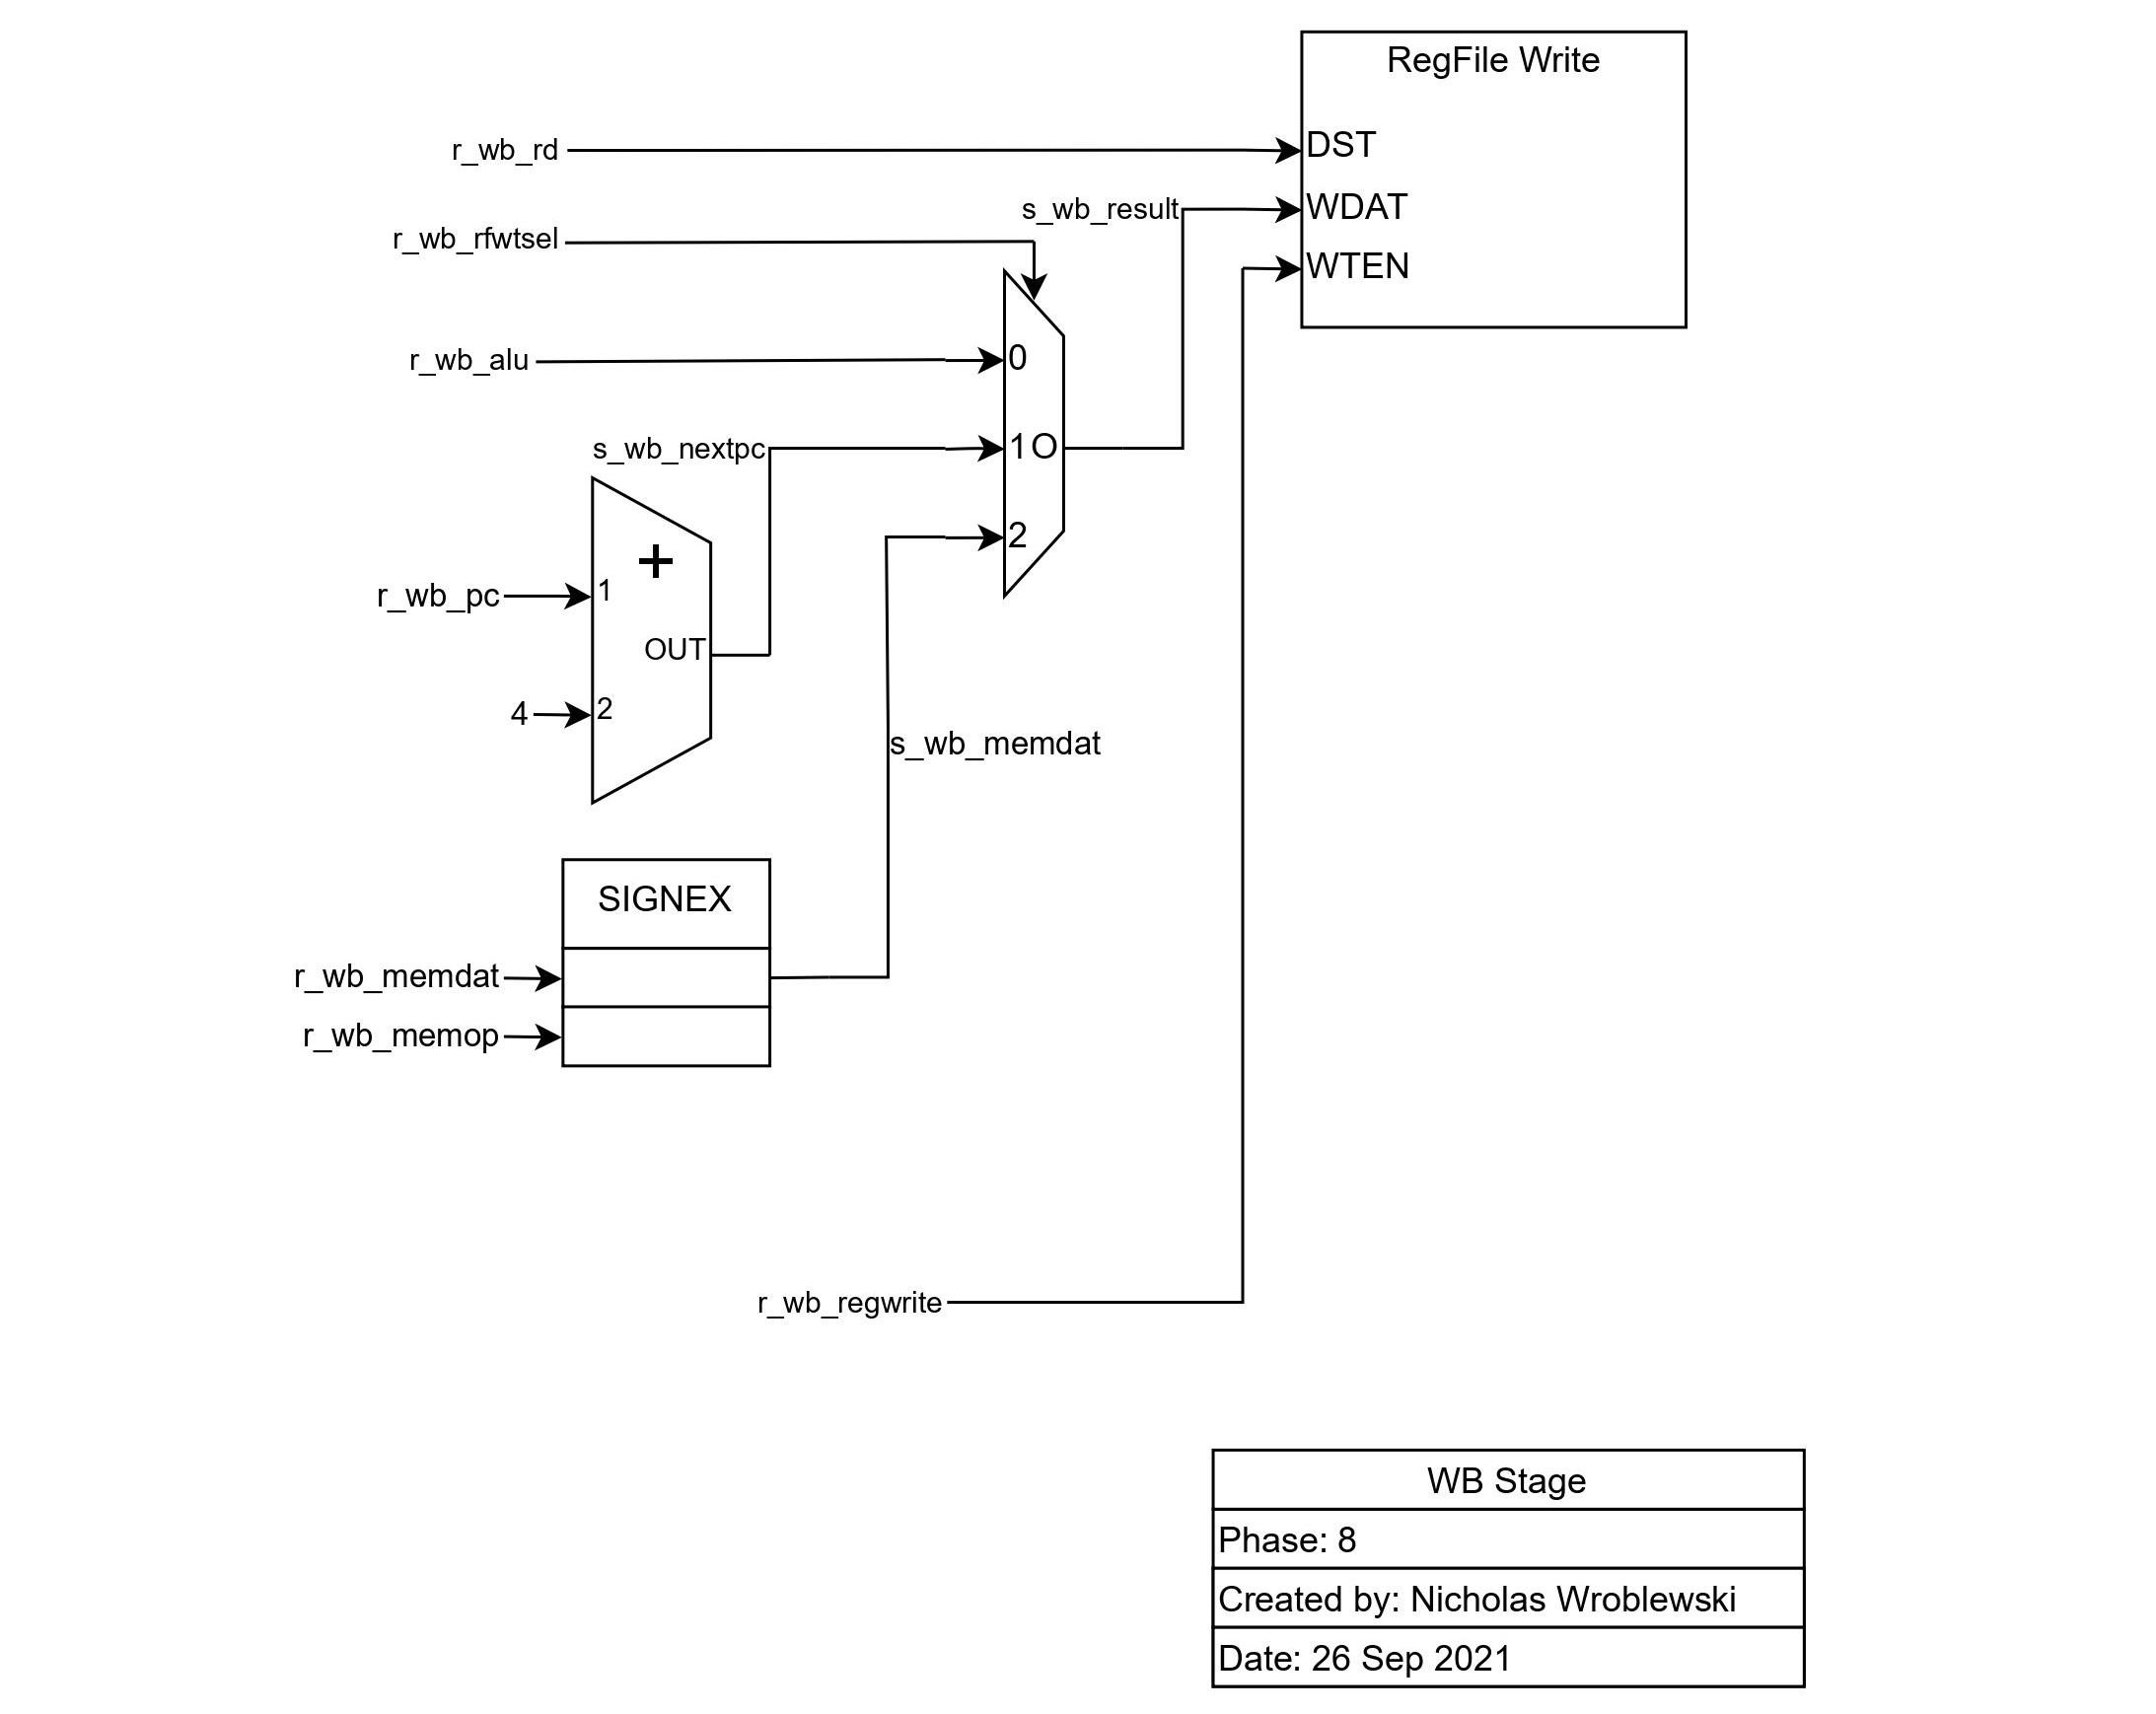 RegFile Write
r_wb_rd
DST
s_wb_result
WDAT
r_wb_rfwtsel
WTEN
r_wb_alu
0
s_wb_nextpc
1 O
2
+
r_wb_pc
1
OUT
4
2
s_wb_memdat
SIGNEX
r_wb_memdat
r_wb_memop
r_wb_regwrite
WB Stage
Phase: 8
Created by: Nicholas Wroblewski
Date: 26 Sep 2021